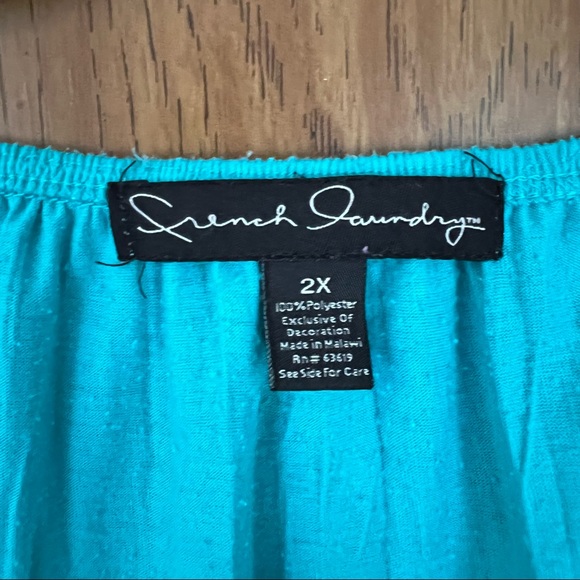 French Laundry™
2X
100%Polyester
Exclusive Of
Decoration
Made in Malawi
Rn# 63619
See Side For Care